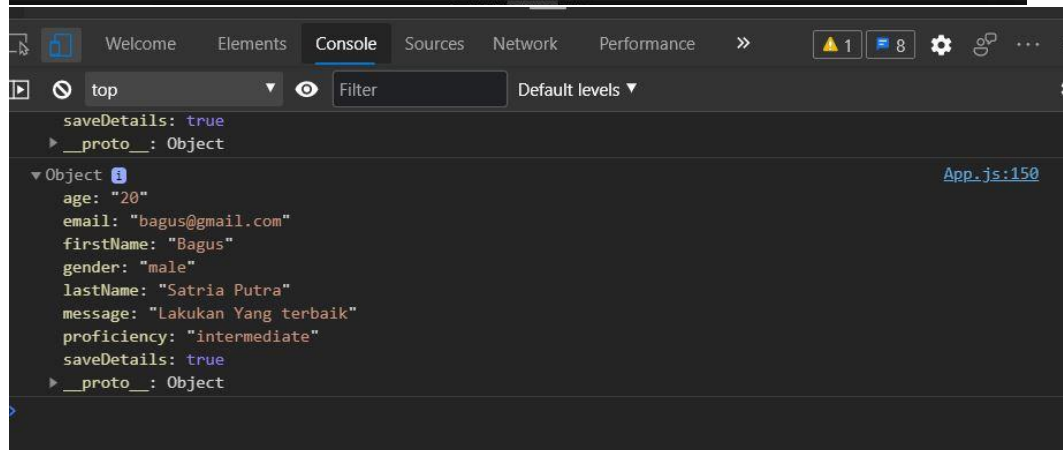 Welcome Elements Console Sources Network Performance » 1 8 ...
top Filter Default levels
saveDetails: true
__proto__: Object
Object i App.js:150
age: "20"
email: "bagus@gmail.com"
firstName: "Bagus"
gender: "male"
lastName: "Satria Putra"
message: "Lakukan Yang terbaik"
proficiency: "intermediate"
saveDetails: true
__proto__: Object